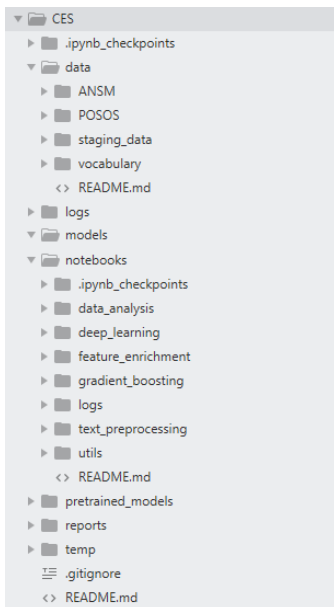 CES
.ipynb_checkpoints
data
ANSM
POSOS
staging_data
vocabulary
<> README.md
logs
models
notebooks
.ipynb_checkpoints
data_analysis
deep_learning
feature_enrichment
gradient_boosting
logs
text_preprocessing
utils
<> README.md
pretrained_models
reports
temp
.gitignore
<> README.md